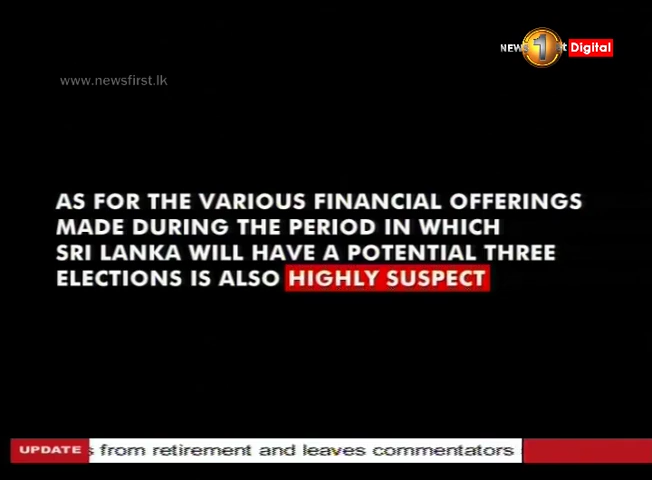 NEWS 1st Digital
www.newsfirst.lk
AS FOR THE VARIOUS FINANCIAL OFFERINGS
MADE DURING THE PERIOD IN WHICH
SRI LANKA WILL HAVE A POTENTIAL THREE
ELECTIONS IS ALSO HIGHLY SUSPECT
UPDATE s from retirement and leaves commentators